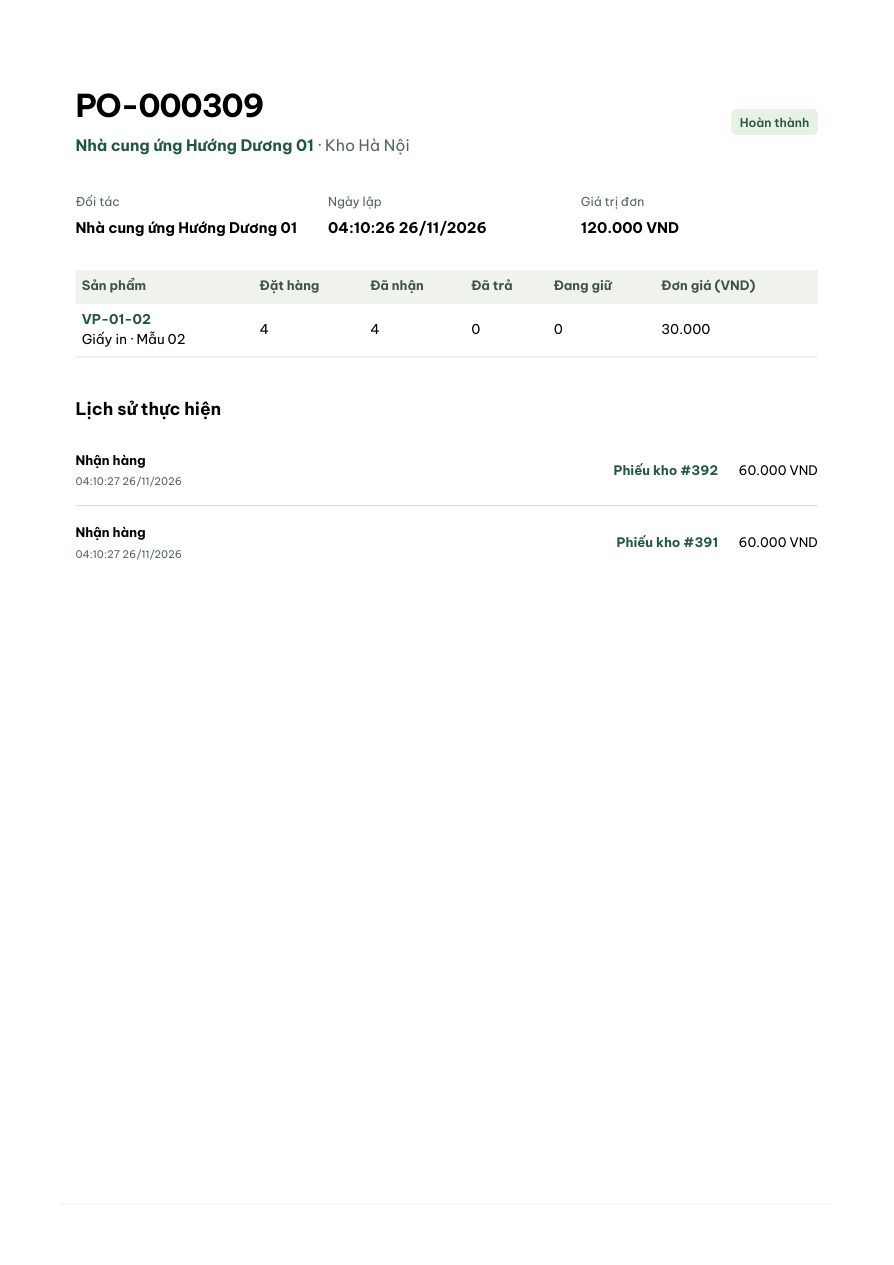 PO-000309
Hoàn thành
Nhà cung ứng Hướng Dương 01 · Kho Hà Nội
Đối tác Ngày lập Giá trị đơn
Nhà cung ứng Hướng Dương 01 04:10:26 26/11/2026 120.000 VND
Sản phẩm Đặt hàng Đã nhận Đã trả Đang giữ Đơn giá (VND)
VP-01-02
Giấy in · Mẫu 02
4 4 0 0 30.000
Lịch sử thực hiện
Nhận hàng
04:10:27 26/11/2026
Phiếu kho #392 60.000 VND
Nhận hàng
04:10:27 26/11/2026
Phiếu kho #391 60.000 VND